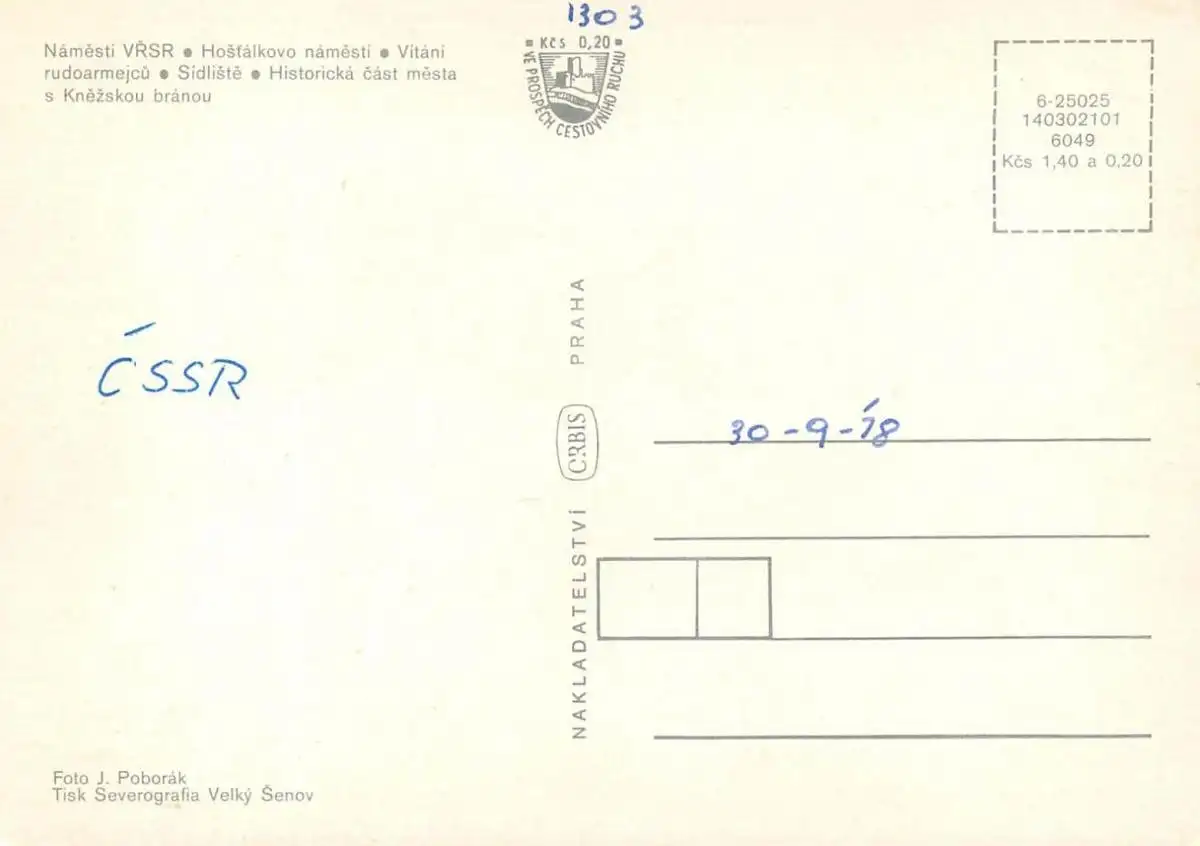 1303
Kčs 0,20
VE PROSPĚCH CESTOVNÍHO RUCHU
Náměstí VŘSR • Hošťálkovo náměstí • Vítání
rudoarmejců • Sídliště • Historická část města
s Kněžskou bránou
6-25025
140302101
6049
Kčs 1,40 a 0,20
ČSSR
30-9-78
NAKLADATELSTVÍ ORBIS PRAHA
Foto J. Poborák
Tisk Severografia Velký Šenov